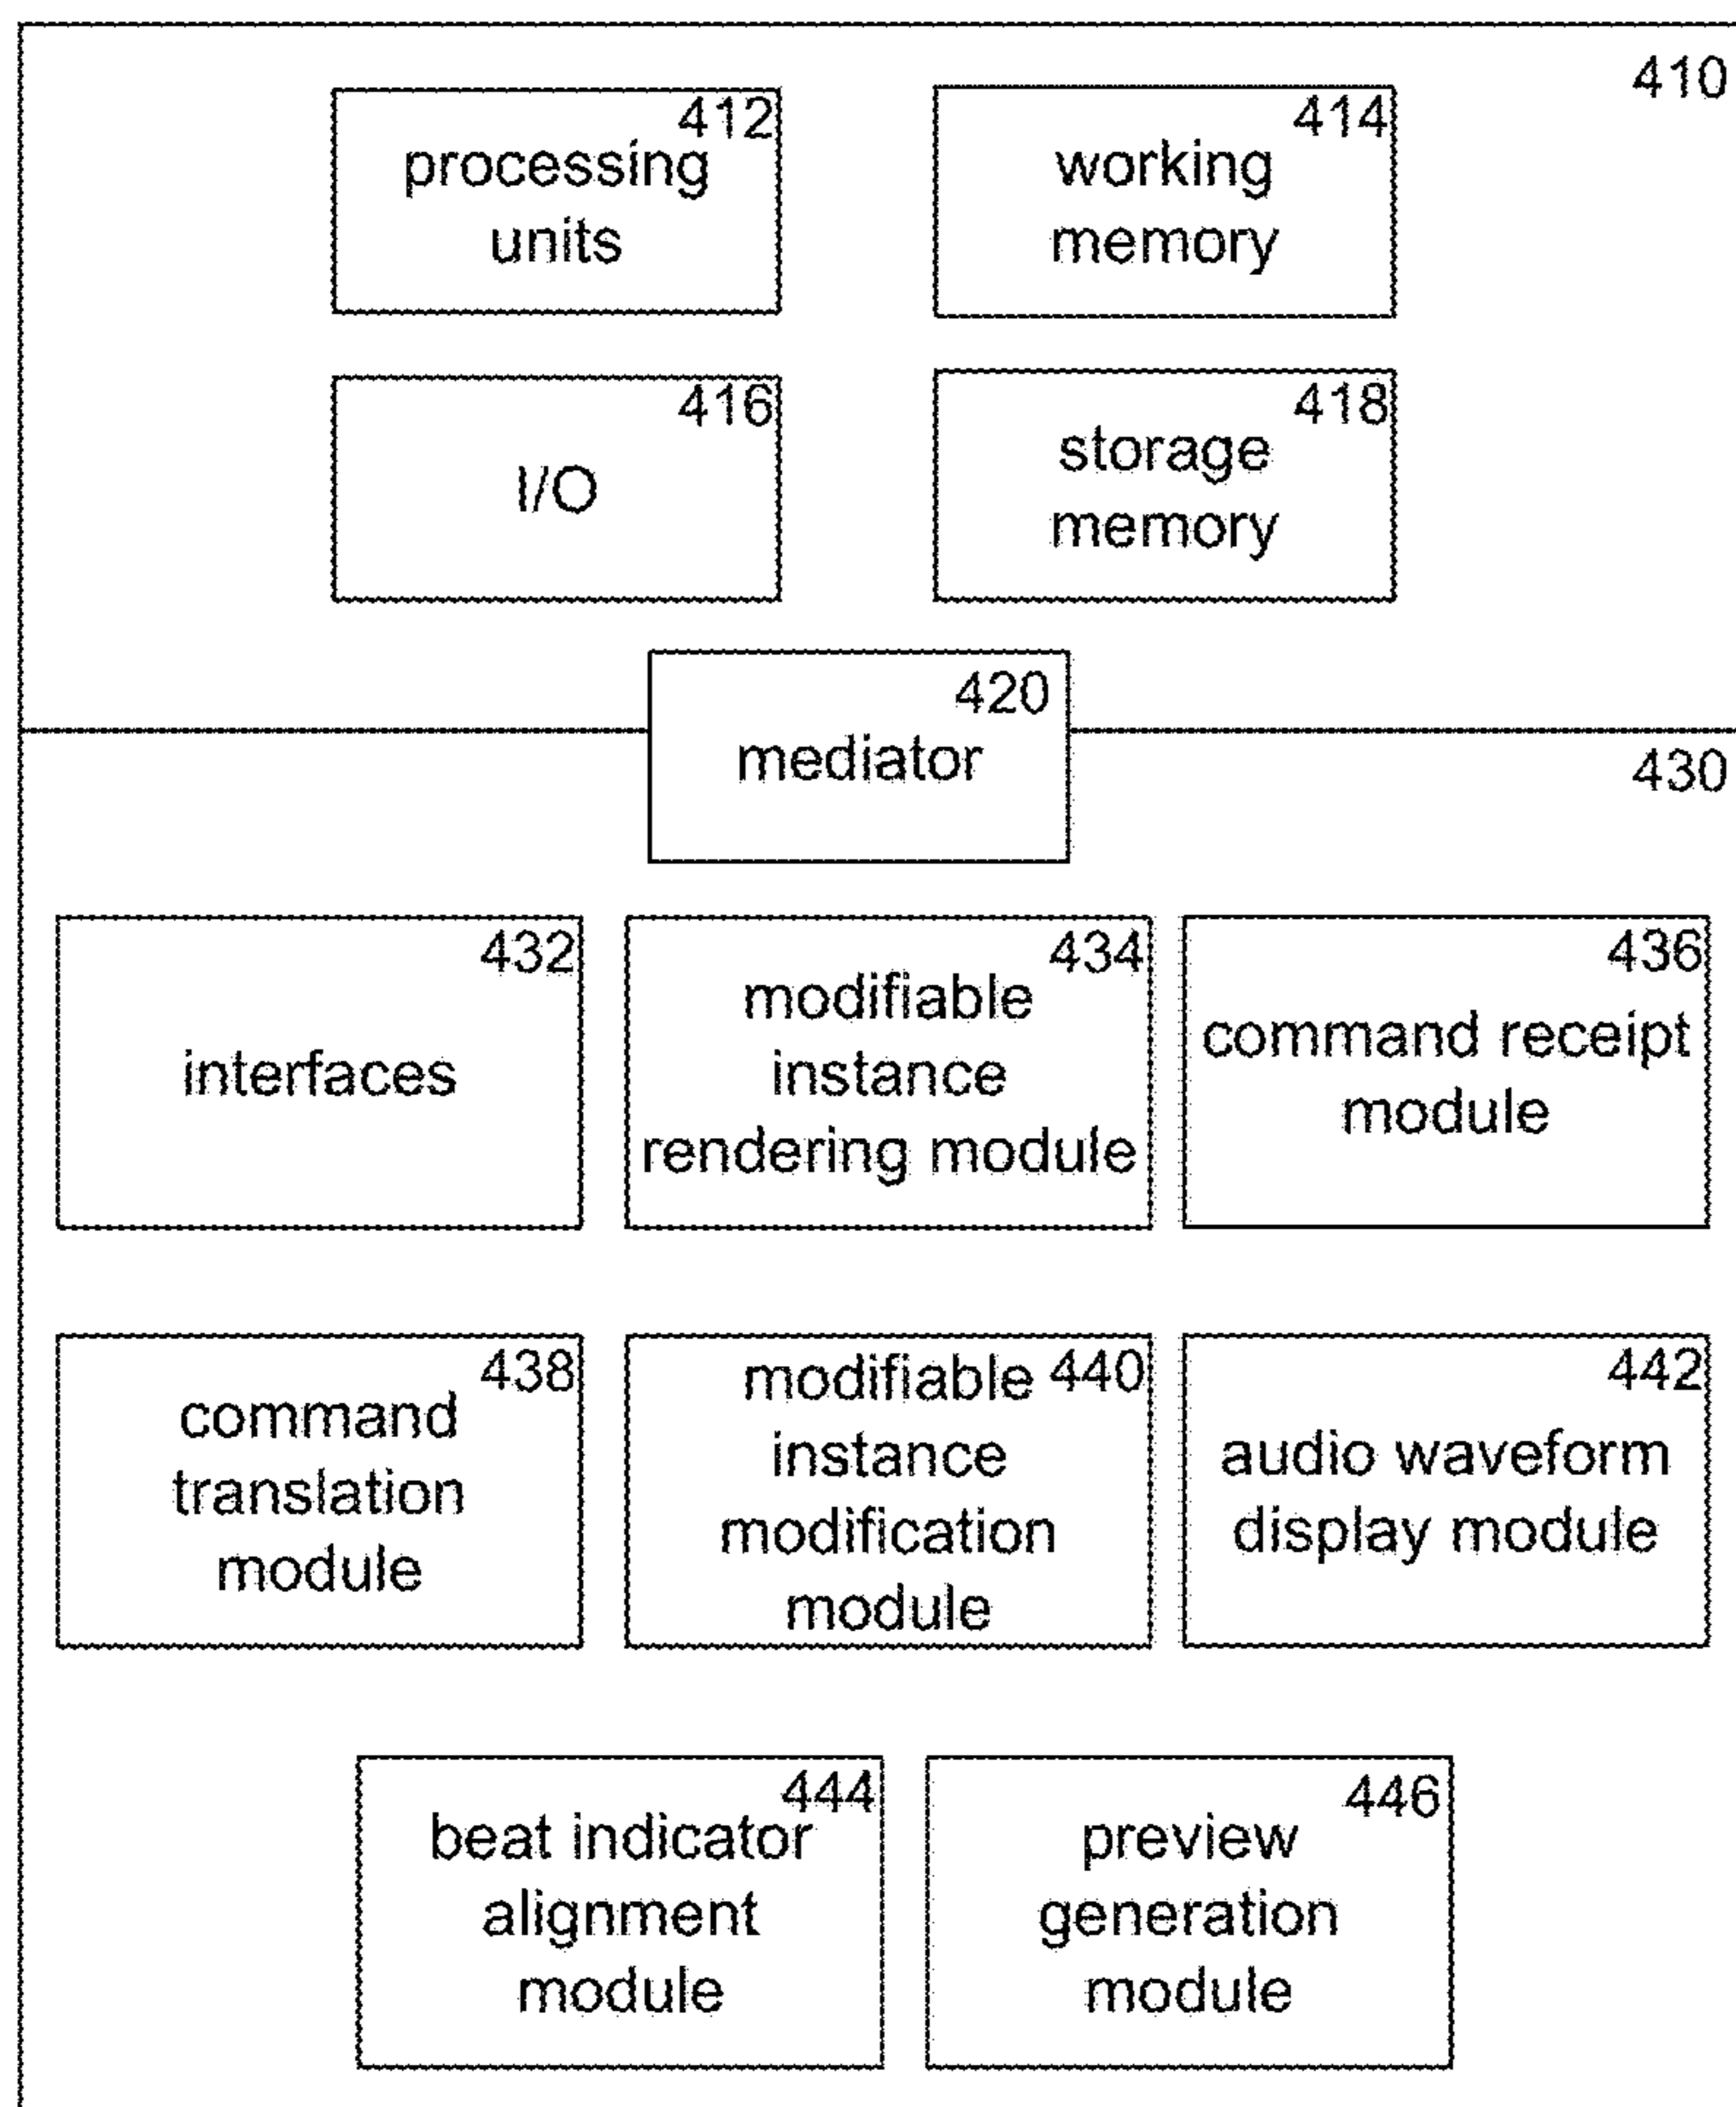 410
412
processing
units
414
working
memory
416
I/O
418
storage
memory
420
mediator
430
432
interfaces
434
modifiable
instance
rendering module
436
command receipt
module
438
command
translation
module
modifiable 440
instance
modification
module
442
audio waveform
display module
444
beat indicator
alignment
module
446
preview
generation
module